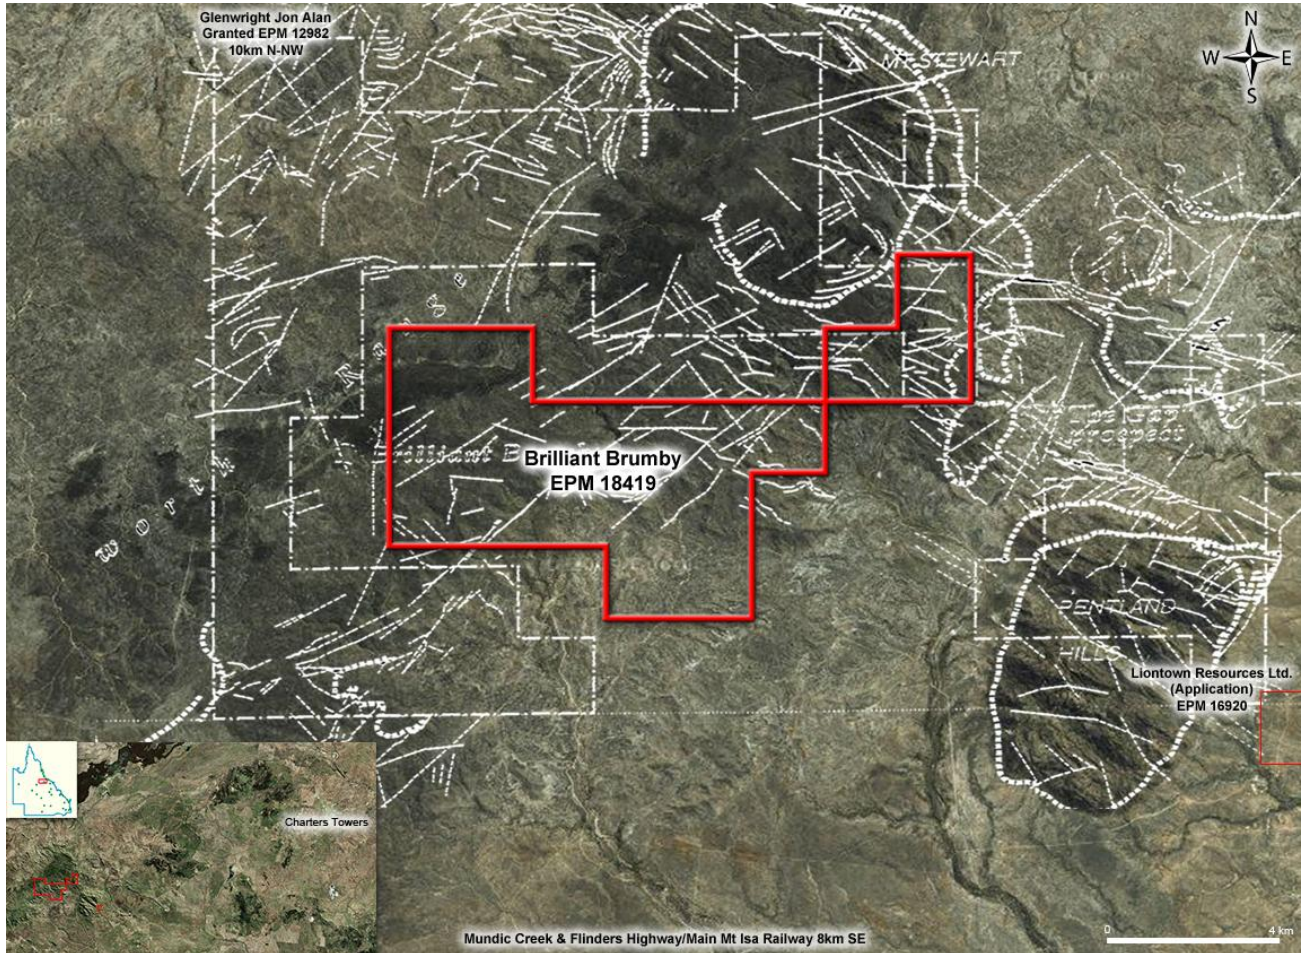 Glenwright Jon Alan
Granted EPM 12982
10km N-NW
N
W
E
S
MT STEWART
Range
Brilliant Brumby
EPM 18419
The Gap
Prospect
PENTLAND
HILLS
Liontown Resources Ltd.
(Application)
EPM 16920
Charters Towers
Mundic Creek & Flinders Highway/Main Mt Isa Railway 8km SE
0
4 km